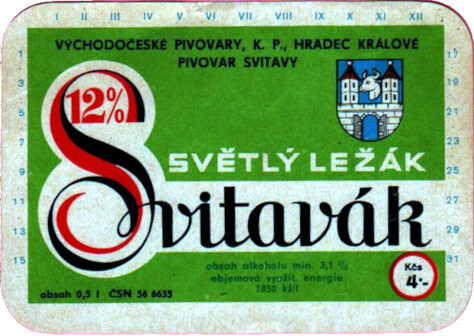 I II III IV V VI VII VIII IX X XI XII
VÝCHODOČESKÉ PIVOVARY, K. P., HRADEC KRÁLOVÉ
PIVOVAR SVITAVY
12%
SVĚTLÝ LEŽÁK
Svitavák
obsah alkoholu min. 3,1 %
objemová využit. energie
1850 kJ/l
Kčs
4.-
obsah 0,5 l ČSN 56 6635
1
3
5
7
9
11
13
15
17
19
21
23
25
27
29
31